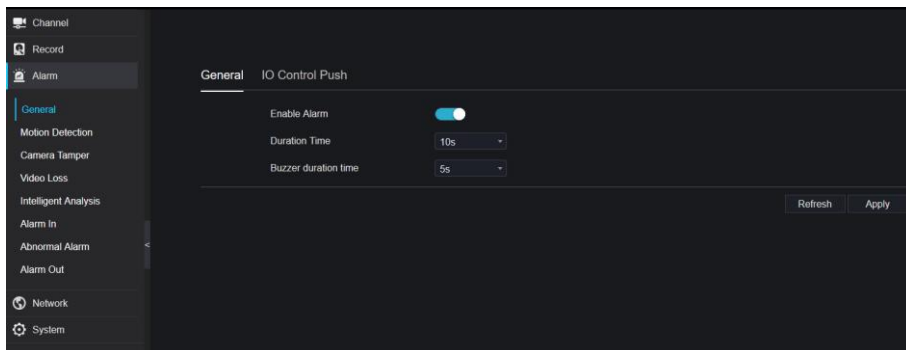 Channel
Record
Alarm
General
Motion Detection
Camera Tamper
Video Loss
Intelligent Analysis
Alarm In
Abnormal Alarm
Alarm Out
Network
System
<
General IO Control Push
Enable Alarm
Duration Time 10s
Buzzer duration time 5s
Refresh Apply